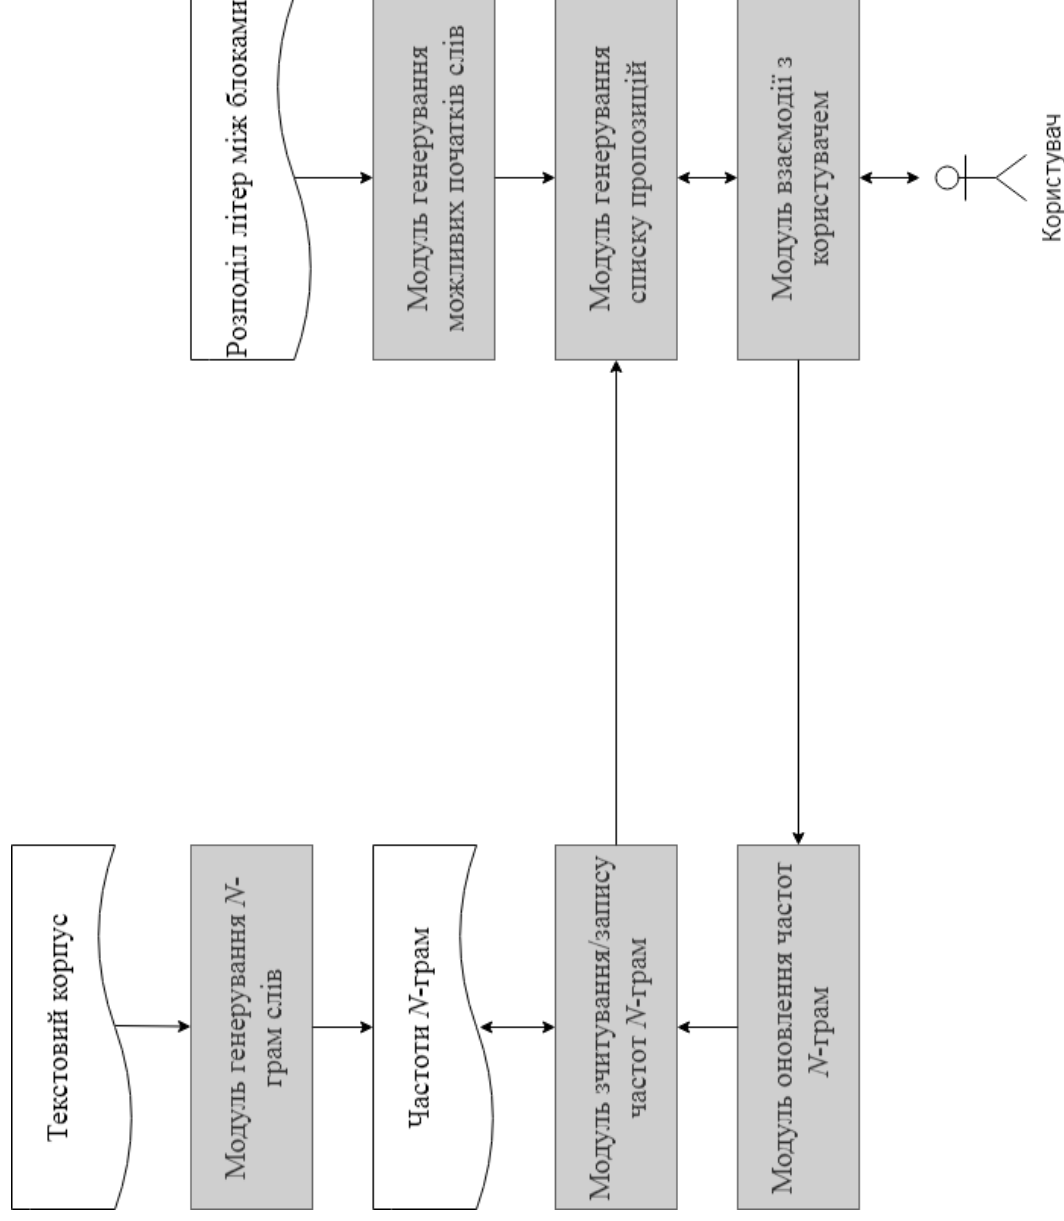 Текстовий корпус
Модуль генерування N-
грам слів
Частоти N-грам
Модуль зчитування/запису
частот N-грам
Модуль оновлення частот
N-грам
Розподіл літер між блоками
Модуль генерування
можливих початків слів
Модуль генерування
списку пропозицій
Модуль взаємодії з
користувачем
Користувач